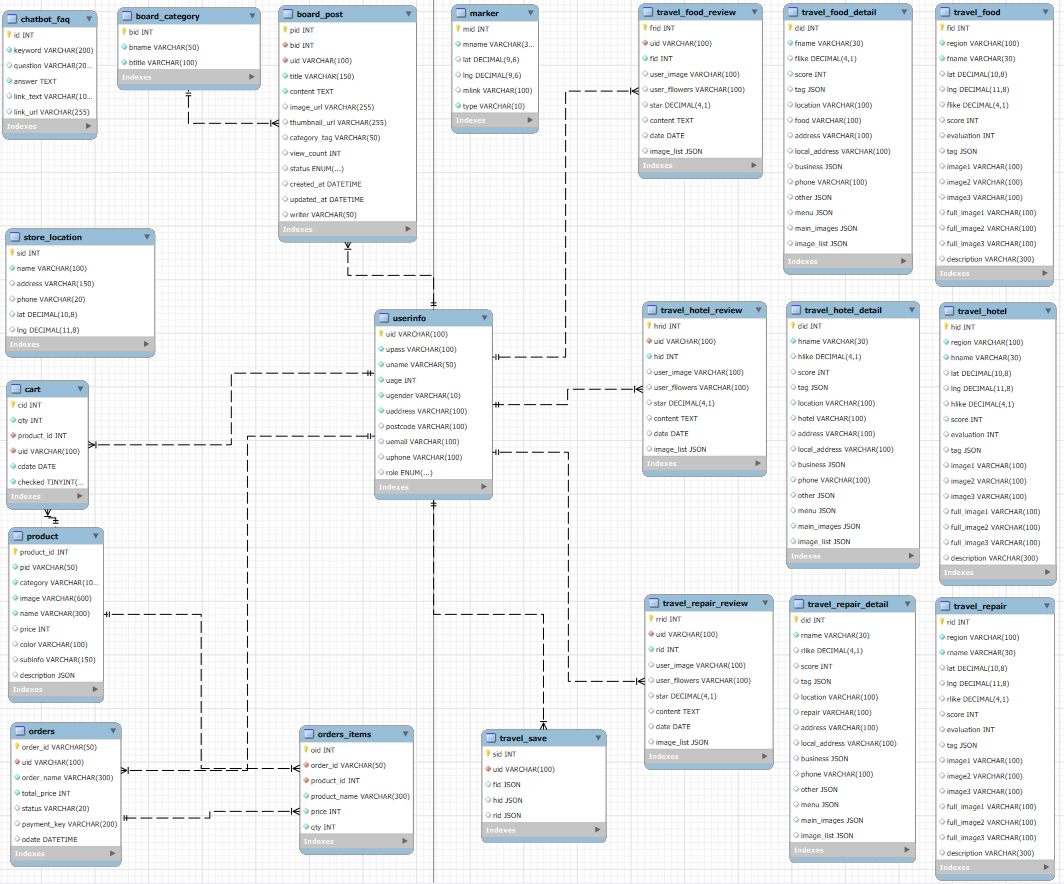 chatbot_faq
id INT
keyword VARCHAR(200)
question VARCHAR(20...
answer TEXT
link_text VARCHAR(10...
link_url VARCHAR(255)
Indexes
board_category
bid INT
bname VARCHAR(50)
btitle VARCHAR(100)
Indexes
board_post
pid INT
bid INT
uid VARCHAR(100)
title VARCHAR(150)
content TEXT
image_url VARCHAR(255)
thumbnail_url VARCHAR(255)
category_tag VARCHAR(50)
view_count INT
status ENUM(...)
created_at DATETIME
updated_at DATETIME
writer VARCHAR(50)
Indexes
marker
mid INT
mname VARCHAR(3...
lat DECIMAL(9,6)
lng DECIMAL(9,6)
mlink VARCHAR(100)
type VARCHAR(10)
Indexes
travel_food_review
frid INT
uid VARCHAR(100)
fid INT
user_image VARCHAR(100)
user_fllowers VARCHAR(100)
star DECIMAL(4,1)
content TEXT
date DATE
image_list JSON
Indexes
travel_food_detail
did INT
fname VARCHAR(30)
flike DECIMAL(4,1)
score INT
tag JSON
location VARCHAR(100)
food VARCHAR(100)
address VARCHAR(100)
local_address VARCHAR(100)
business JSON
phone VARCHAR(100)
other JSON
menu JSON
main_images JSON
image_list JSON
Indexes
travel_food
fid INT
region VARCHAR(100)
fname VARCHAR(30)
lat DECIMAL(10,8)
lng DECIMAL(11,8)
flike DECIMAL(4,1)
score INT
evaluation INT
tag JSON
image1 VARCHAR(100)
image2 VARCHAR(100)
image3 VARCHAR(100)
full_image1 VARCHAR(100)
full_image2 VARCHAR(100)
full_image3 VARCHAR(100)
description VARCHAR(300)
Indexes
store_location
sid INT
name VARCHAR(100)
address VARCHAR(150)
phone VARCHAR(20)
lat DECIMAL(10,8)
lng DECIMAL(11,8)
Indexes
userinfo
uid VARCHAR(100)
upass VARCHAR(100)
uname VARCHAR(50)
uage INT
ugender VARCHAR(10)
uaddress VARCHAR(100)
postcode VARCHAR(100)
uemail VARCHAR(100)
uphone VARCHAR(100)
role ENUM(...)
Indexes
travel_hotel_review
hrid INT
uid VARCHAR(100)
hid INT
user_image VARCHAR(100)
user_fllowers VARCHAR(100)
star DECIMAL(4,1)
content TEXT
date DATE
image_list JSON
Indexes
travel_hotel_detail
did INT
hname VARCHAR(30)
hlike DECIMAL(4,1)
score INT
tag JSON
location VARCHAR(100)
hotel VARCHAR(100)
address VARCHAR(100)
local_address VARCHAR(100)
business JSON
phone VARCHAR(100)
other JSON
menu JSON
main_images JSON
image_list JSON
Indexes
travel_hotel
hid INT
region VARCHAR(100)
hname VARCHAR(30)
lat DECIMAL(10,8)
lng DECIMAL(11,8)
hlike DECIMAL(4,1)
score INT
evaluation INT
tag JSON
image1 VARCHAR(100)
image2 VARCHAR(100)
image3 VARCHAR(100)
full_image1 VARCHAR(100)
full_image2 VARCHAR(100)
full_image3 VARCHAR(100)
description VARCHAR(300)
Indexes
cart
cid INT
qty INT
product_id INT
uid VARCHAR(100)
cdate DATE
checked TINYINT(...
Indexes
product
product_id INT
pid VARCHAR(50)
category VARCHAR(10...
image VARCHAR(600)
name VARCHAR(300)
price INT
color VARCHAR(100)
subinfo VARCHAR(150)
description JSON
Indexes
orders
order_id VARCHAR(50)
uid VARCHAR(100)
order_name VARCHAR(300)
total_price INT
status VARCHAR(20)
payment_key VARCHAR(200)
odate DATETIME
Indexes
orders_items
oid INT
order_id VARCHAR(50)
product_id INT
product_name VARCHAR(300)
price INT
qty INT
Indexes
travel_save
sid INT
uid VARCHAR(100)
fid JSON
hid JSON
rid JSON
Indexes
travel_repair_review
rrid INT
uid VARCHAR(100)
rid INT
user_image VARCHAR(100)
user_fllowers VARCHAR(100)
star DECIMAL(4,1)
content TEXT
date DATE
image_list JSON
Indexes
travel_repair_detail
did INT
rname VARCHAR(30)
rlike DECIMAL(4,1)
score INT
tag JSON
location VARCHAR(100)
repair VARCHAR(100)
address VARCHAR(100)
local_address VARCHAR(100)
business JSON
phone VARCHAR(100)
other JSON
menu JSON
main_images JSON
image_list JSON
Indexes
travel_repair
rid INT
region VARCHAR(100)
rname VARCHAR(30)
lat DECIMAL(10,8)
lng DECIMAL(11,8)
rlike DECIMAL(4,1)
score INT
evaluation INT
tag JSON
image1 VARCHAR(100)
image2 VARCHAR(100)
image3 VARCHAR(100)
full_image1 VARCHAR(100)
full_image2 VARCHAR(100)
full_image3 VARCHAR(100)
description VARCHAR(300)
Indexes